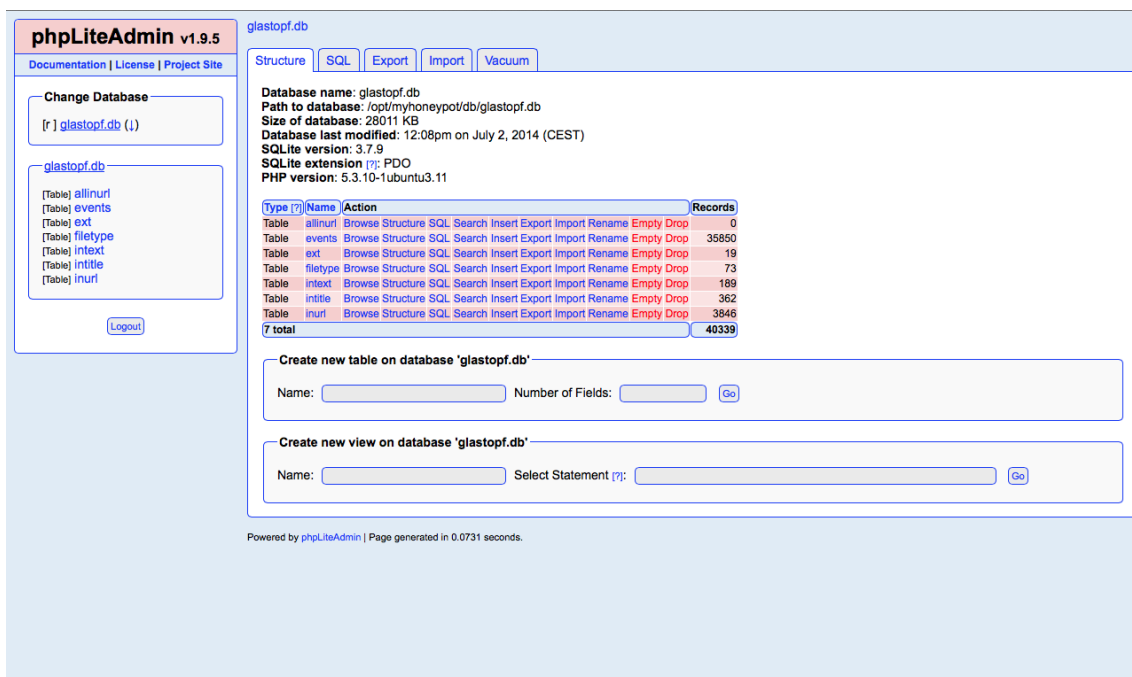 phpLiteAdmin v1.9.5
Documentation | License | Project Site
Change Database
[r ] glastopf.db (↓)
glastopf.db
[Table] allinurl
[Table] events
[Table] ext
[Table] filetype
[Table] intext
[Table] intitle
[Table] inurl
Logout
glastopf.db
Structure SQL Export Import Vacuum
Database name: glastopf.db
Path to database: /opt/myhoneypot/db/glastopf.db
Size of database: 28011 KB
Database last modified: 12:08pm on July 2, 2014 (CEST)
SQLite version: 3.7.9
SQLite extension [?]: PDO
PHP version: 5.3.10-1ubuntu3.11
Type [?] Name Action Records
Table allinurl Browse Structure SQL Search Insert Export Import Rename Empty Drop 0
Table events Browse Structure SQL Search Insert Export Import Rename Empty Drop 35850
Table ext Browse Structure SQL Search Insert Export Import Rename Empty Drop 19
Table filetype Browse Structure SQL Search Insert Export Import Rename Empty Drop 73
Table intext Browse Structure SQL Search Insert Export Import Rename Empty Drop 189
Table intitle Browse Structure SQL Search Insert Export Import Rename Empty Drop 362
Table inurl Browse Structure SQL Search Insert Export Import Rename Empty Drop 3846
7 total 40339
Create new table on database 'glastopf.db'
Name: Number of Fields: Go
Create new view on database 'glastopf.db'
Name: Select Statement [?]: Go
Powered by phpLiteAdmin | Page generated in 0.0731 seconds.